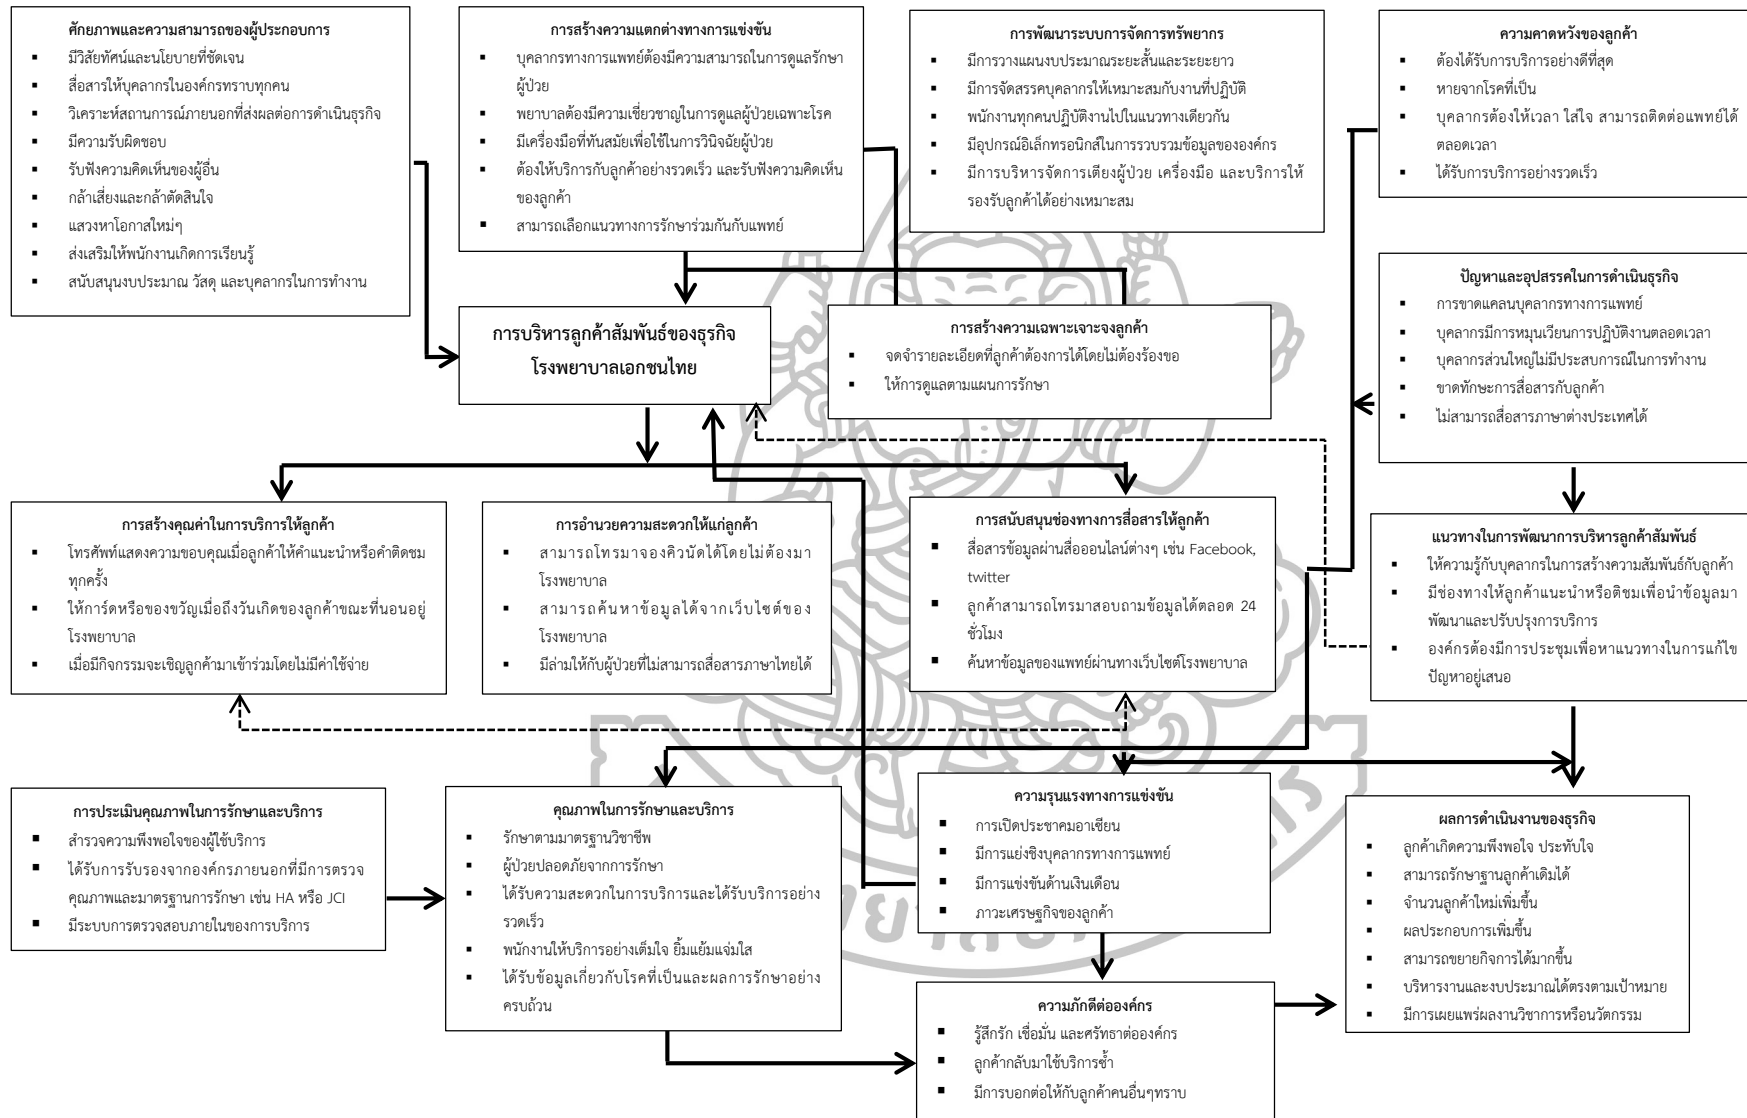 ศักยภาพและความสามารถของผู้ประกอบการ
▪ มีวิสัยทัศน์และนโยบายที่ชัดเจน
▪ สื่อสารให้บุคลากรในองค์กรทราบทุกคน
▪ วิเคราะห์สถานการณ์ภายนอกที่ส่งผลต่อการดำเนินธุรกิจ
▪ มีความรับผิดชอบ
▪ รับฟังความคิดเห็นของผู้อื่น
▪ กล้าเสี่ยงและกล้าตัดสินใจ
▪ แสวงหาโอกาสใหม่ๆ
▪ ส่งเสริมให้พนักงานเกิดการเรียนรู้
▪ สนับสนุนงบประมาณ วัสดุ และบุคลากรในการทำงาน
การสร้างความแตกต่างทางการแข่งขัน
▪ บุคลากรทางการแพทย์ต้องมีความสามารถในการดูแลรักษา
ผู้ป่วย
▪ พยาบาลต้องมีความเชี่ยวชาญในการดูแลผู้ป่วยเฉพาะโรค
▪ มีเครื่องมือที่ทันสมัยเพื่อใช้ในการวินิจฉัยผู้ป่วย
▪ ต้องให้บริการกับลูกค้าอย่างรวดเร็ว และรับฟังความคิดเห็น
ของลูกค้า
▪ สามารถเลือกแนวทางการรักษาร่วมกันกับแพทย์
การพัฒนาระบบการจัดการทรัพยากร
▪ มีการวางแผนงบประมาณระยะสั้นและระยะยาว
▪ มีการจัดสรรคบุคลากรให้เหมาะสมกับงานที่ปฏิบัติ
▪ พนักงานทุกคนปฏิบัติงานไปในแนวทางเดียวกัน
▪ มีอุปกรณ์อิเล็กทรอนิกส์ในการรวบรวมข้อมูลขององค์กร
▪ มีการบริหารจัดการเตียงผู้ป่วย เครื่องมือ และบริการให้
รองรับลูกค้าได้อย่างเหมาะสม
ความคาดหวังของลูกค้า
▪ ต้องได้รับการบริการอย่างดีที่สุด
▪ หายจากโรคที่เป็น
▪ บุคลากรต้องให้เวลา ใส่ใจ สามารถติดต่อแพทย์ได้
ตลอดเวลา
▪ ได้รับการบริการอย่างรวดเร็ว
ปัญหาและอุปสรรคในการดำเนินธุรกิจ
▪ การขาดแคลนบุคลากรทางการแพทย์
▪ บุคลากรมีการหมุนเวียนการปฏิบัติงานตลอดเวลา
▪ บุคลากรส่วนใหญ่ไม่มีประสบการณ์ในการทำงาน
▪ ขาดทักษะการสื่อสารกับลูกค้า
▪ ไม่สามารถสื่อสารภาษาต่างประเทศได้
การบริหารลูกค้าสัมพันธ์ของธุรกิจ
โรงพยาบาลเอกชนไทย
การสร้างความเฉพาะเจาะจงลูกค้า
▪ จดจำรายละเอียดที่ลูกค้าต้องการได้โดยไม่ต้องร้องขอ
▪ ให้การดูแลตามแผนการรักษา
การสร้างคุณค่าในการบริการให้ลูกค้า
▪ โทรศัพท์แสดงความขอบคุณเมื่อลูกค้าให้คำแนะนำหรือคำติดชม
ทุกครั้ง
▪ ให้การ์ดหรือของขวัญเมื่อถึงวันเกิดของลูกค้าขณะที่นอนอยู่
โรงพยาบาล
▪ เมื่อมีกิจกรรมจะเชิญลูกค้ามาเข้าร่วมโดยไม่มีค่าใช้จ่าย
การอำนวยความสะดวกให้แก่ลูกค้า
▪ สามารถโทรมาจองคิวนัดได้โดยไม่ต้องมา
โรงพยาบาล
▪ สามารถค้นหาข้อมูลได้จากเว็บไซต์ของ
โรงพยาบาล
▪ มีล่ามให้กับผู้ป่วยที่ไม่สามารถสื่อสารภาษาไทยได้
การสนับสนุนช่องทางการสื่อสารให้ลูกค้า
▪ สื่อสารข้อมูลผ่านสื่อออนไลน์ต่างๆ เช่น Facebook,
twitter
▪ ลูกค้าสามารถโทรมาสอบถามข้อมูลได้ตลอด 24
ชั่วโมง
▪ ค้นหาข้อมูลของแพทย์ผ่านทางเว็บไซต์โรงพยาบาล
แนวทางในการพัฒนาการบริหารลูกค้าสัมพันธ์
▪ ให้ความรู้กับบุคลากรในการสร้างความสัมพันธ์กับลูกค้า
▪ มีช่องทางให้ลูกค้าแนะนำหรือติชมเพื่อนำข้อมูลมา
พัฒนาและปรับปรุงการบริการ
▪ องค์กรต้องมีการประชุมเพื่อหาแนวทางในการแก้ไข
ปัญหาอยู่เสมอ
การประเมินคุณภาพในการรักษาและบริการ
▪ สำรวจความพึงพอใจของผู้ใช้บริการ
▪ ได้รับการรับรองจากองค์กรภายนอกที่มีการตรวจ
คุณภาพและมาตรฐานการรักษา เช่น HA หรือ JCI
▪ มีระบบการตรวจสอบภายในของการบริการ
คุณภาพในการรักษาและบริการ
▪ รักษาตามมาตรฐานวิชาชีพ
▪ ผู้ป่วยปลอดภัยจากการรักษา
▪ ได้รับความสะดวกในการบริการและได้รับบริการอย่าง
รวดเร็ว
▪ พนักงานให้บริการอย่างเต็มใจ ยิ้มแย้มแจ่มใส
▪ ได้รับข้อมูลเกี่ยวกับโรคที่เป็นและผลการรักษาอย่าง
ครบถ้วน
ความรุนแรงทางการแข่งขัน
▪ การเปิดประชาคมอาเซียน
▪ มีการแย่งชิงบุคลากรทางการแพทย์
▪ มีการแข่งขันด้านเงินเดือน
▪ ภาวะเศรษฐกิจของลูกค้า
ผลการดำเนินงานของธุรกิจ
▪ ลูกค้าเกิดความพึงพอใจ ประทับใจ
▪ สามารถรักษาฐานลูกค้าเดิมได้
▪ จำนวนลูกค้าใหม่เพิ่มขึ้น
▪ ผลประกอบการเพิ่มขึ้น
▪ สามารถขยายกิจการได้มากขึ้น
▪ บริหารงานและงบประมาณได้ตรงตามเป้าหมาย
▪ มีการเผยแพร่ผลงานวิชาการหรือนวัตกรรม
ความภักดีต่อองค์กร
▪ รู้สึกรัก เชื่อมั่น และศรัทธาต่อองค์กร
▪ ลูกค้ากลับมาใช้บริการซ้ำ
▪ มีการบอกต่อให้กับลูกค้าคนอื่นๆทราบ